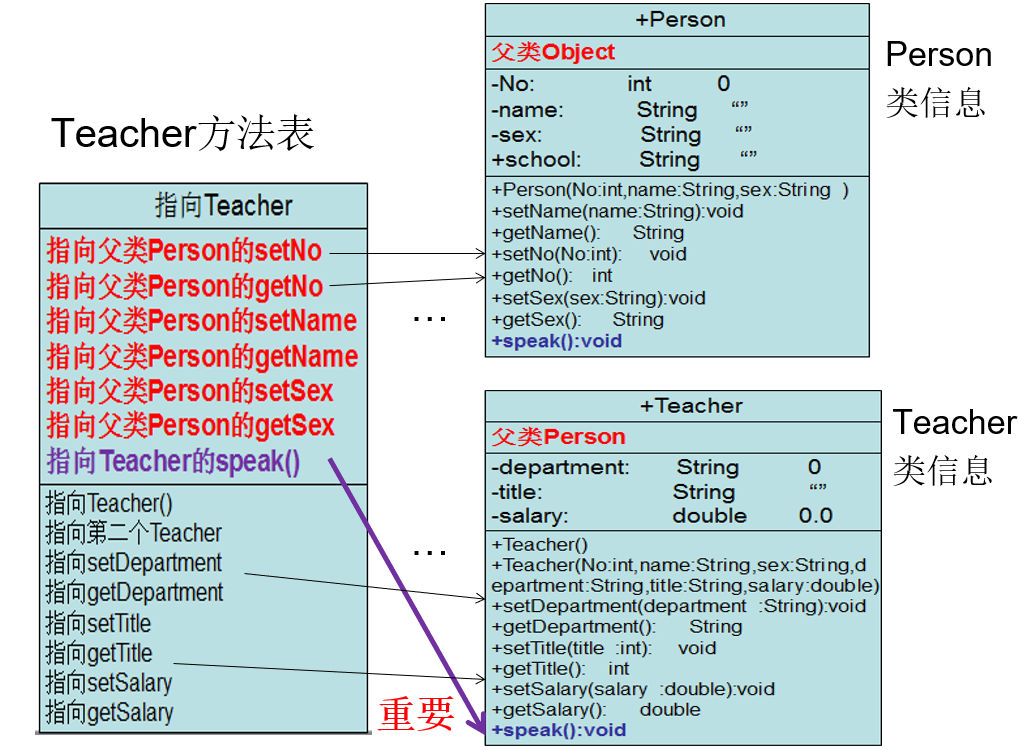 Teacher方法表
指向Teacher
指向父类Person的setNo
指向父类Person的getNo
指向父类Person的setName
指向父类Person的getName
指向父类Person的setSex
指向父类Person的getSex
指向Teacher的speak()
指向Teacher()
指向第二个Teacher
指向setDepartment
指向getDepartment
指向setTitle
指向getTitle
指向setSalary
指向getSalary
…
…
重要
+Person
父类Object
-No: int 0
-name: String “”
-sex: String “”
+school: String “”
+Person(No:int,name:String,sex:String )
+setName(name:String):void
+getName(): String
+setNo(No:int): void
+getNo(): int
+setSex(sex:String):void
+getSex(): String
+speak():void
Person
类信息
+Teacher
父类Person
-department: String 0
-title: String “”
-salary: double 0.0
+Teacher()
+Teacher(No:int,name:String,sex:String,d
epartment:String,title:String,salary:double)
+setDepartment(department :String):void
+getDepartment(): String
+setTitle(title :int): void
+getTitle(): int
+setSalary(salary :double):void
+getSalary(): double
+speak():void
Teacher
类信息